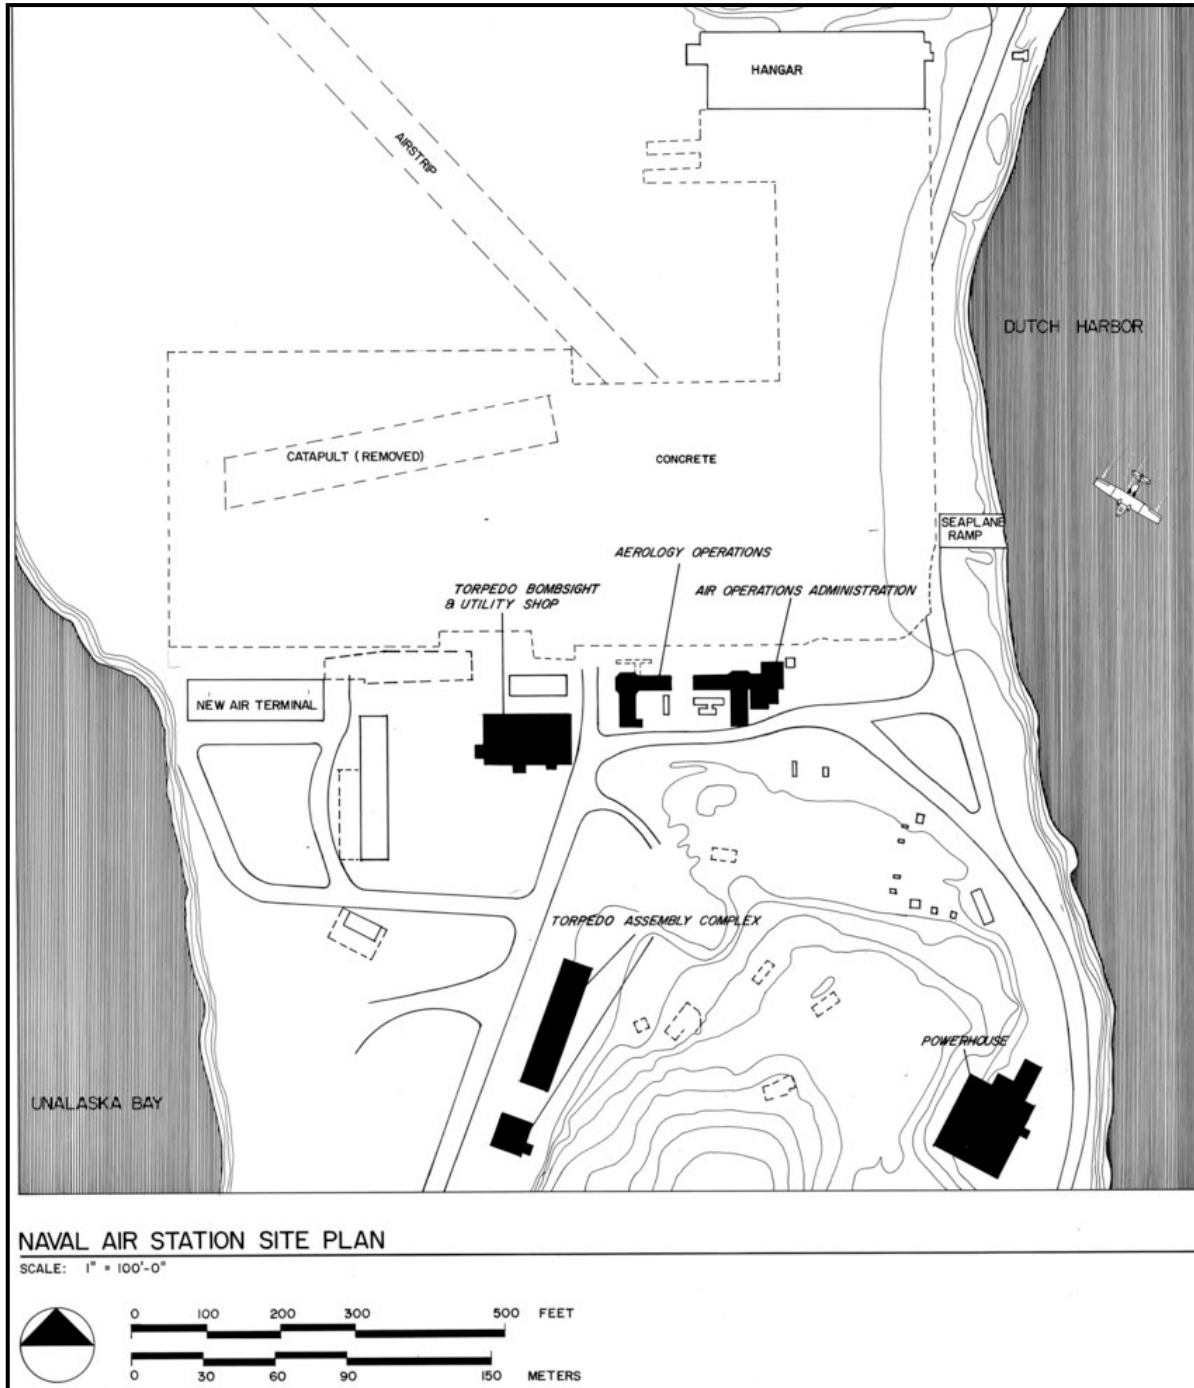 HANGAR
AIRSTRIP
DUTCH HARBOR
CATAPULT (REMOVED)
CONCRETE
SEAPLANE
RAMP
AEROLOGY OPERATIONS
TORPEDO BOMBSIGHT
& UTILITY SHOP
AIR OPERATIONS ADMINISTRATION
NEW AIR TERMINAL
TORPEDO ASSEMBLY COMPLEX
POWERHOUSE
UNALASKA BAY
NAVAL AIR STATION SITE PLAN
SCALE: 1" = 100'-0"
0 100 200 300 500 FEET
0 30 60 90 150 METERS